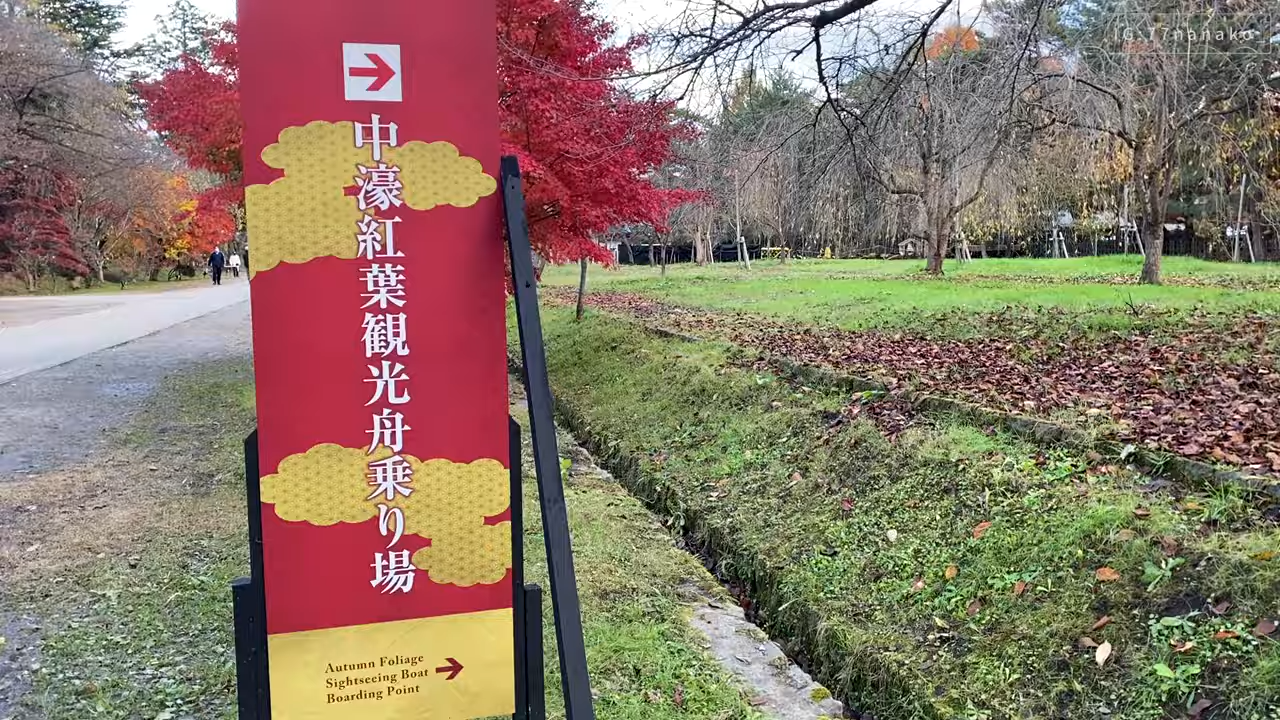 IG:77nanako
中濠紅葉観光舟乗り場
Autumn Foliage
Sightseeing Boat
Boarding Point